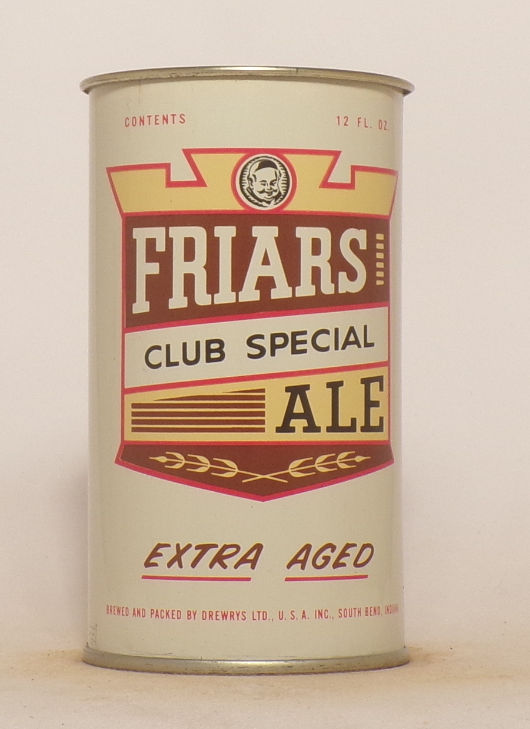 CONTENTS 12 FL. OZ.
FRIARS
CLUB SPECIAL
ALE
EXTRA AGED
BREWED AND PACKED BY DREWRYS LTD., U.S.A. INC., SOUTH BEND,